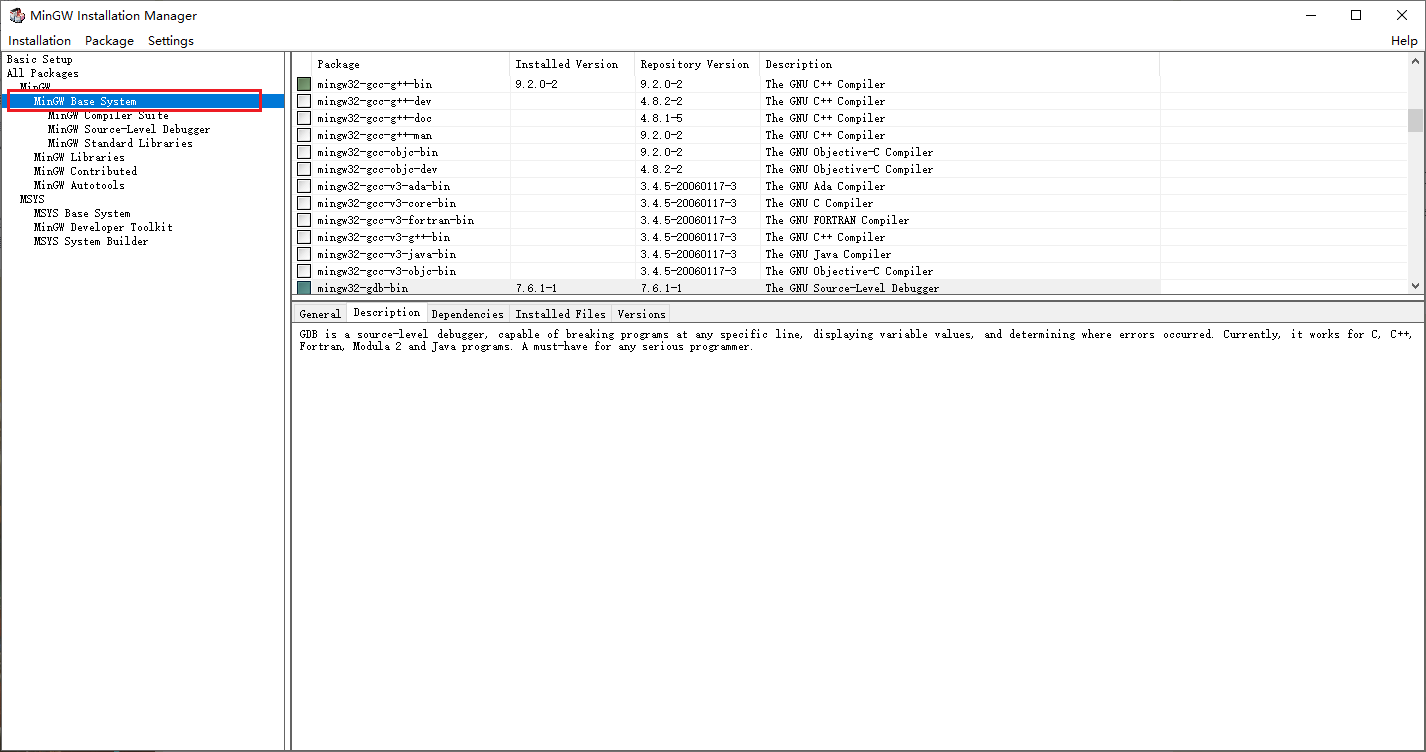 MinGW Installation Manager
Installation Package Settings Help
Basic Setup
All Packages
MinGW
MinGW Base System
MinGW Compiler Suite
MinGW Source-Level Debugger
MinGW Standard Libraries
MinGW Libraries
MinGW Contributed
MinGW Autotools
MSYS
MSYS Base System
MinGW Developer Toolkit
MSYS System Builder
Package Installed Version Repository Version Description
mingw32-gcc-g++-bin 9.2.0-2 9.2.0-2 The GNU C++ Compiler
mingw32-gcc-g++-dev 4.8.2-2 The GNU C++ Compiler
mingw32-gcc-g++-doc 4.8.1-5 The GNU C++ Compiler
mingw32-gcc-g++-man 9.2.0-2 The GNU C++ Compiler
mingw32-gcc-objc-bin 9.2.0-2 The GNU Objective-C Compiler
mingw32-gcc-objc-dev 4.8.2-2 The GNU Objective-C Compiler
mingw32-gcc-v3-ada-bin 3.4.5-20060117-3 The GNU Ada Compiler
mingw32-gcc-v3-core-bin 3.4.5-20060117-3 The GNU C Compiler
mingw32-gcc-v3-fortran-bin 3.4.5-20060117-3 The GNU FORTRAN Compiler
mingw32-gcc-v3-g++-bin 3.4.5-20060117-3 The GNU C++ Compiler
mingw32-gcc-v3-java-bin 3.4.5-20060117-3 The GNU Java Compiler
mingw32-gcc-v3-objc-bin 3.4.5-20060117-3 The GNU Objective-C Compiler
mingw32-gdb-bin 7.6.1-1 7.6.1-1 The GNU Source-Level Debugger
General Description Dependencies Installed Files Versions
GDB is a source-level debugger, capable of breaking programs at any specific line, displaying variable values, and determining where errors occurred. Currently, it works for C, C++,
Fortran, Modula 2 and Java programs. A must-have for any serious programmer.